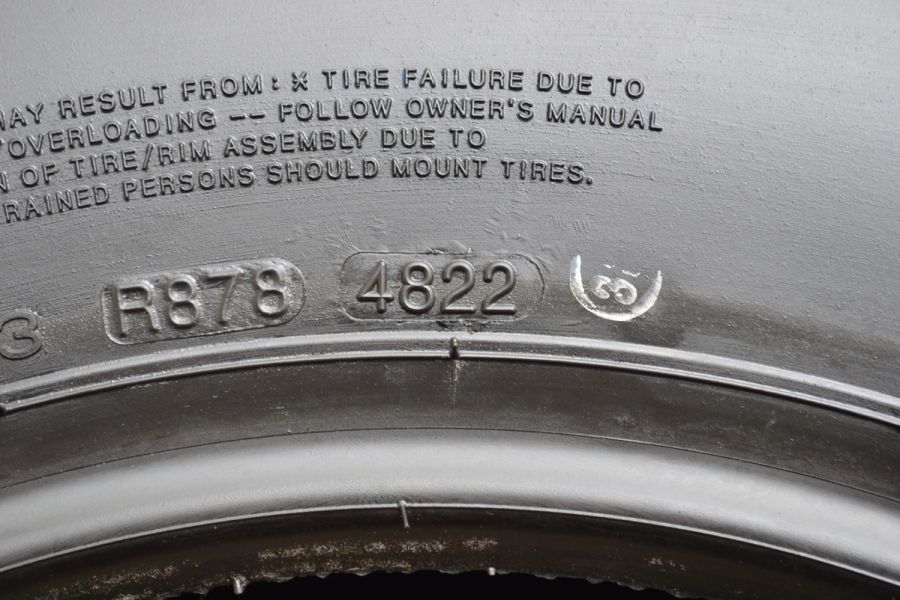 MAY RESULT FROM: * TIRE FAILURE DUE TO
OVERLOADING -- FOLLOW OWNER'S MANUAL
N OF TIRE/RIM ASSEMBLY DUE TO
RAINED PERSONS SHOULD MOUNT TIRES.
3 R878 4822 3